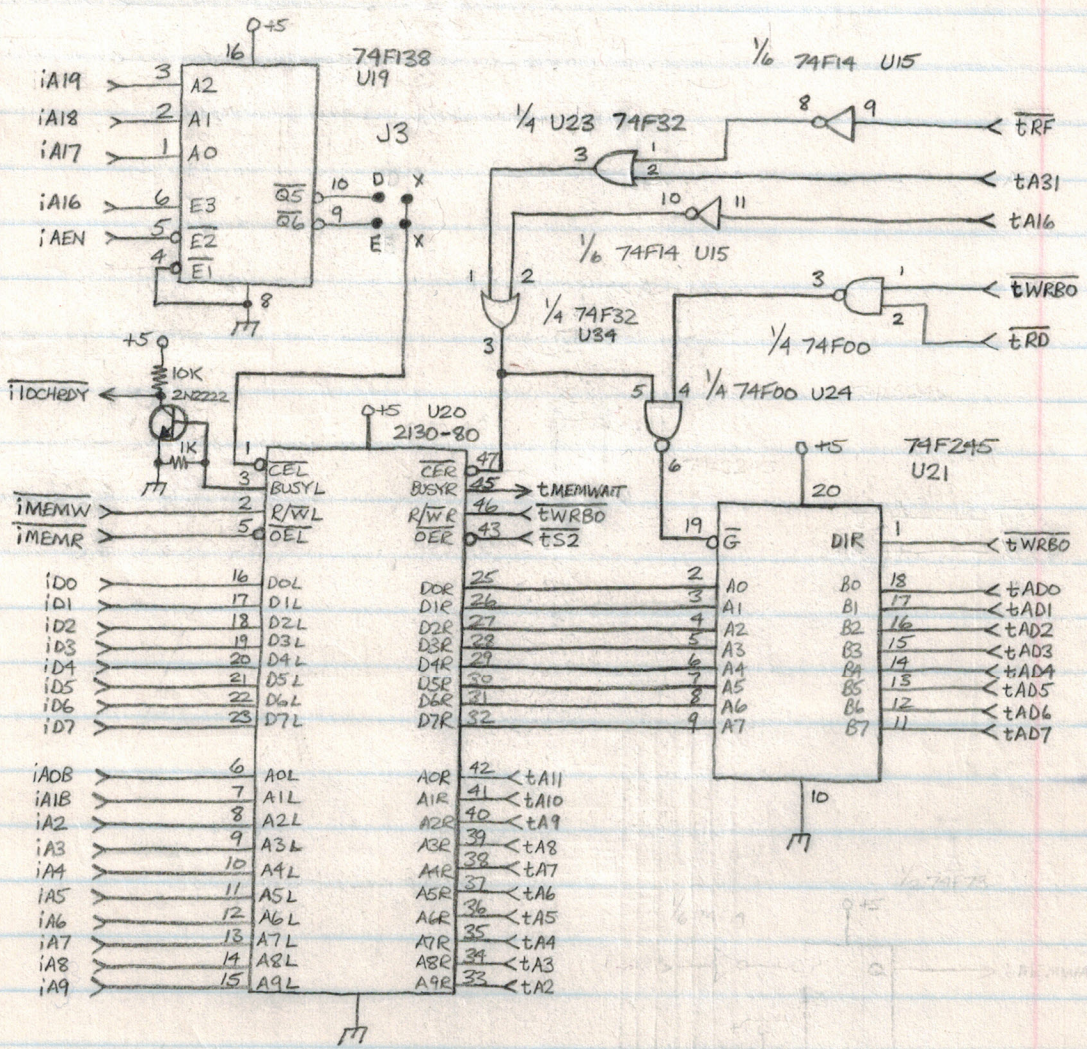 +5
16
74F138
U19
iA19 3 A2
iA18 2 A1
iA17 1 A0
iA16 6 E3
iAEN 5 E2
4 E1
8
Q5 10 D X
Q6 9 E X
J3
1/6 74F14 U15
8 9 tRF
1/4 U23 74F32
3 1
2 tA31
10 11 tA16
1/6 74F14 U15
1 2
1/4 74F32
U34
3
3 1 tWRB0
2 tRD
1/4 74F00
5 4 1/4 74F00 U24
6
+5
10K
iIOCHRDY 2N2222
1K
+5 U20
2130-80
1 CEL
3 BUSYL
iMEMW 2 R/WL
iMEMR 5 OEL
CER 47
BUSYR 45 tMEMWAIT
R/WR 46 tWRB0
OER 43 tS2
iD0 16 D0L
iD1 17 D1L
iD2 18 D2L
iD3 19 D3L
iD4 20 D4L
iD5 21 D5L
iD6 22 D6L
iD7 23 D7L
D0R 25
D1R 26
D2R 27
D3R 28
D4R 29
D5R 30
D6R 31
D7R 32
iA0B 6 A0L
iA1B 7 A1L
iA2 8 A2L
iA3 9 A3L
iA4 10 A4L
iA5 11 A5L
iA6 12 A6L
iA7 13 A7L
iA8 14 A8L
iA9 15 A9L
A0R 42 tA11
A1R 41 tA10
A2R 40 tA9
A3R 39 tA8
A4R 38 tA7
A5R 37 tA6
A6R 36 tA5
A7R 35 tA4
A8R 34 tA3
A9R 33 tA2
+5
74F245
U21
20
19 G
DIR 1 tWRB0
2 A0
3 A1
4 A2
5 A3
6 A4
7 A5
8 A6
9 A7
B0 18 tAD0
B1 17 tAD1
B2 16 tAD2
B3 15 tAD3
B4 14 tAD4
B5 13 tAD5
B6 12 tAD6
B7 11 tAD7
10
1/2 74F73
+5